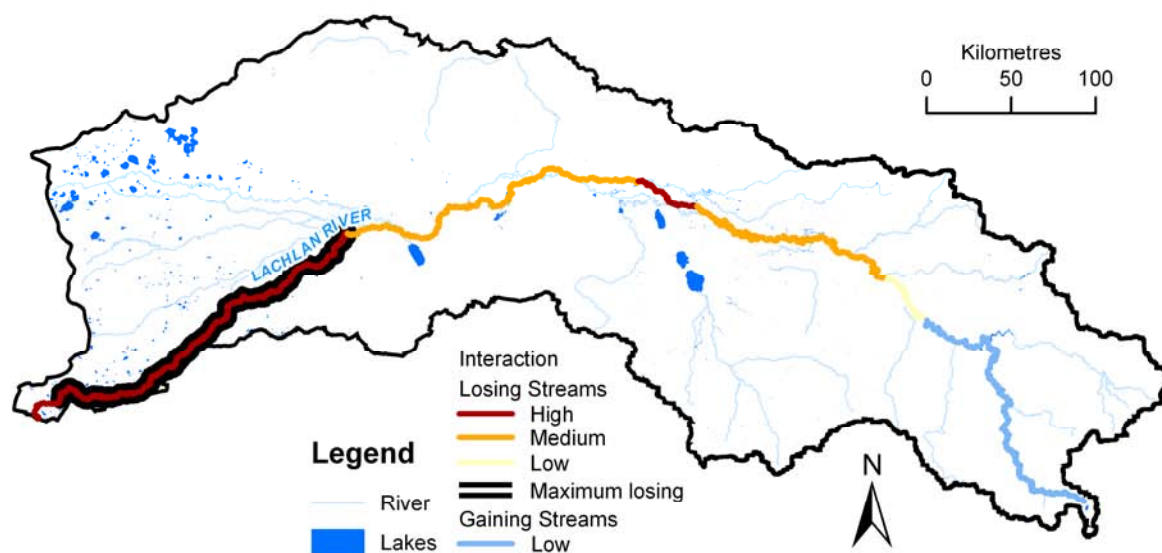 Kilometres
0 50 100
LACHLAN RIVER
Interaction
Losing Streams
High
Medium
Low
Maximum losing
Gaining Streams
Low
Legend
River
Lakes
N